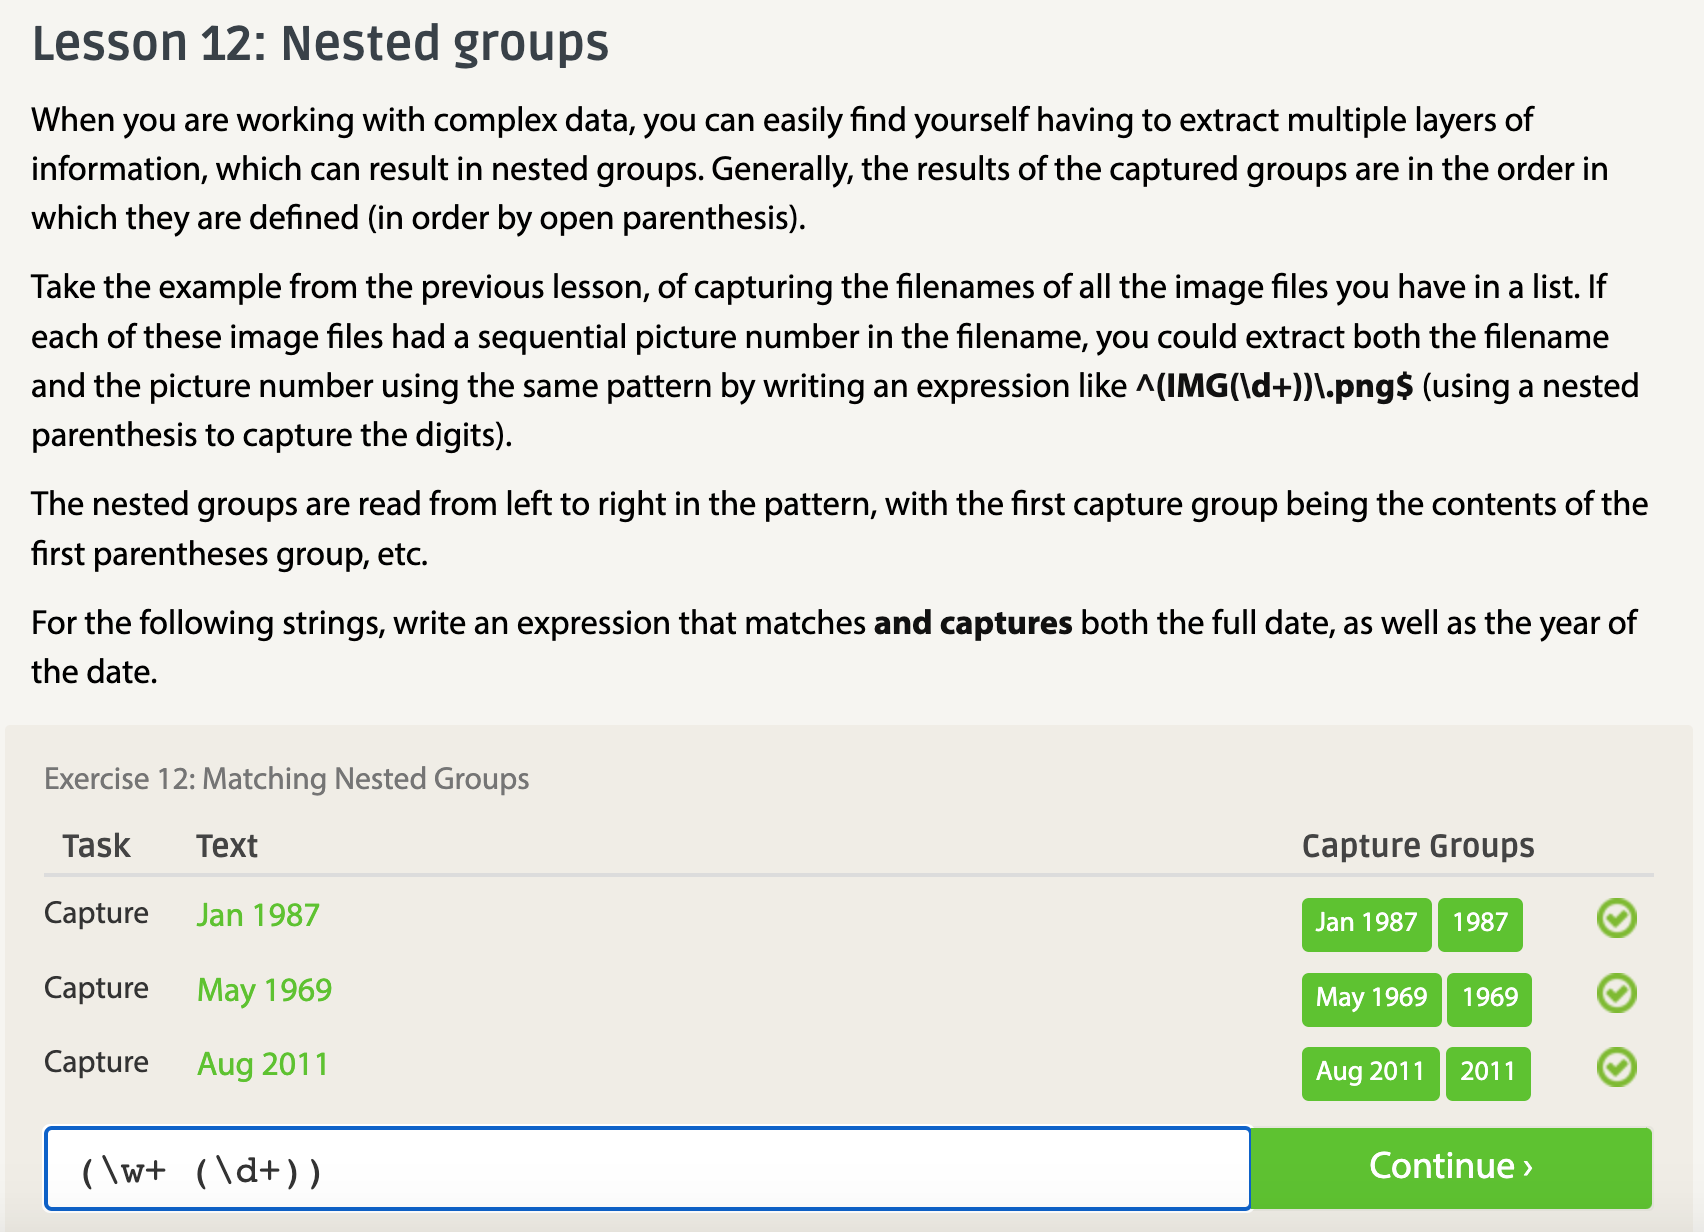 Lesson 12: Nested groups
When you are working with complex data, you can easily find yourself having to extract multiple layers of
information, which can result in nested groups. Generally, the results of the captured groups are in the order in
which they are defined (in order by open parenthesis).
Take the example from the previous lesson, of capturing the filenames of all the image files you have in a list. If
each of these image files had a sequential picture number in the filename, you could extract both the filename
and the picture number using the same pattern by writing an expression like ^(IMG(\d+))\.png$ (using a nested
parenthesis to capture the digits).
The nested groups are read from left to right in the pattern, with the first capture group being the contents of the
first parentheses group, etc.
For the following strings, write an expression that matches and captures both the full date, as well as the year of
the date.
Exercise 12: Matching Nested Groups
Task Text Capture Groups
Capture Jan 1987 Jan 1987 1987
Capture May 1969 May 1969 1969
Capture Aug 2011 Aug 2011 2011
(\w+ (\d+)) Continue ›